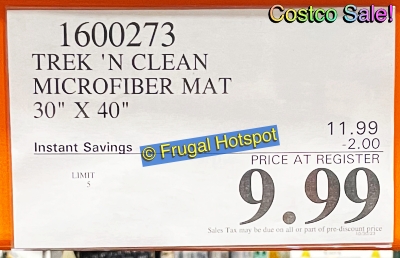 Costco Sale!
1600273
TREK 'N CLEAN
MICROFIBER MAT
30" X 40"
11.99
Instant Savings -2.00
© Frugal Hotspot
PRICE AT REGISTER
LIMIT
5
9.99
Sales Tax may be due on all or part of pre-discount price